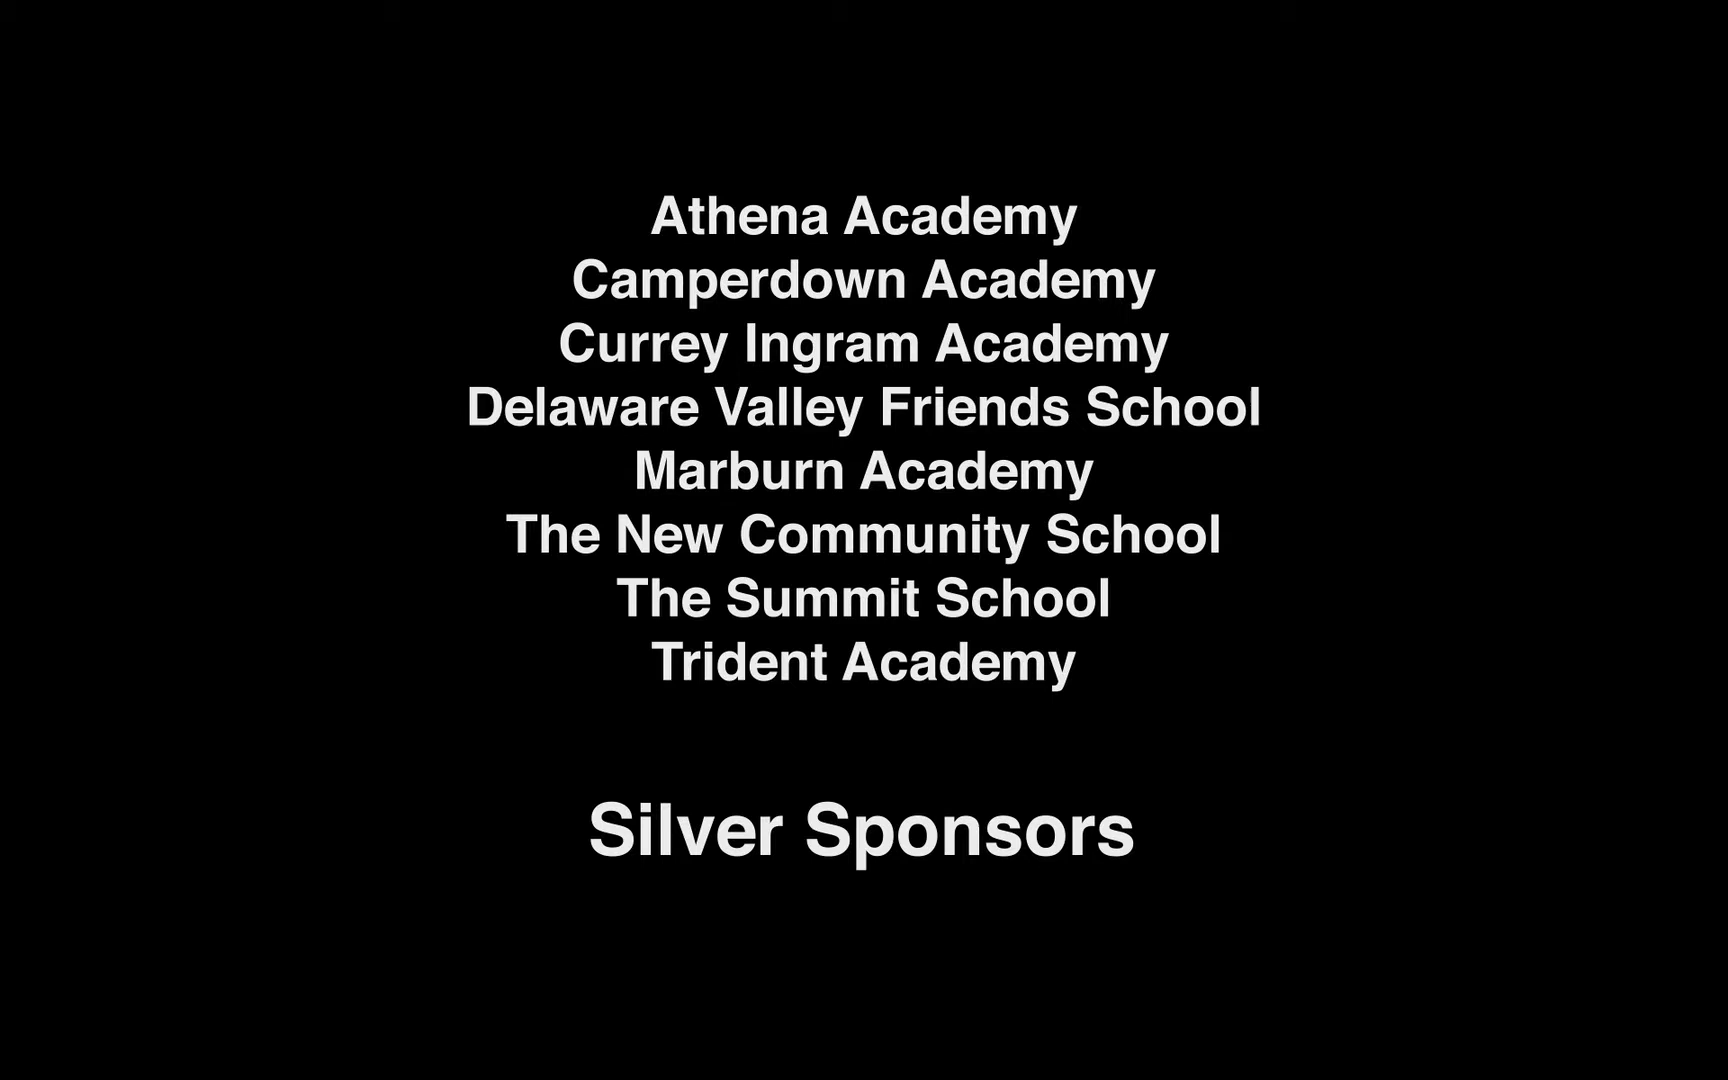 Athena Academy
Camperdown Academy
Currey Ingram Academy
Delaware Valley Friends School
Marburn Academy
The New Community School
The Summit School
Trident Academy
Silver Sponsors